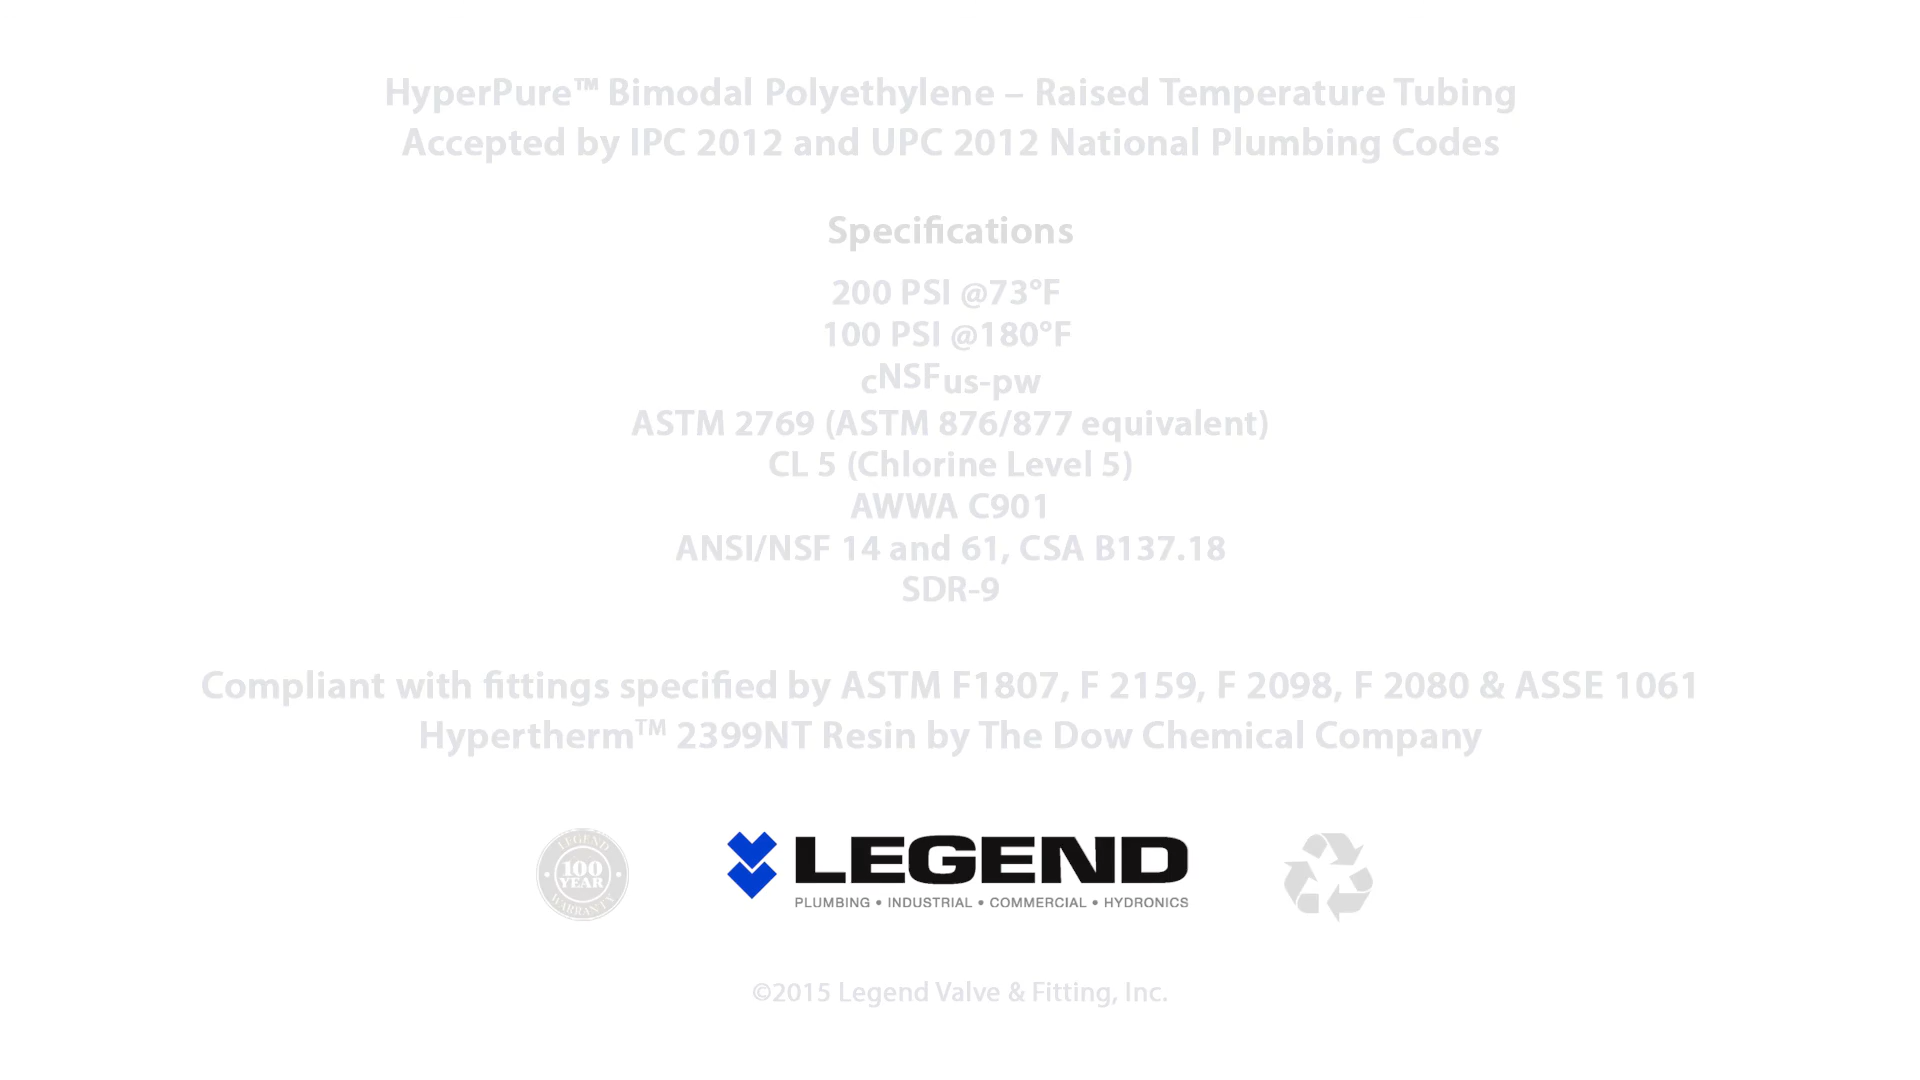 HyperPure™ Bimodal Polyethylene – Raised Temperature Tubing
Accepted by IPC 2012 and UPC 2012 National Plumbing Codes
Specifications
200 PSI @73°F
100 PSI @180°F
cNSFus-pw
ASTM 2769 (ASTM 876/877 equivalent)
CL 5 (Chlorine Level 5)
AWWA C901
ANSI/NSF 14 and 61, CSA B137.18
SDR-9
Compliant with fittings specified by ASTM F1807, F 2159, F 2098, F 2080 & ASSE 1061
Hypertherm™ 2399NT Resin by The Dow Chemical Company
LEGEND
100
YEAR
WARRANTY
LEGEND
PLUMBING • INDUSTRIAL • COMMERCIAL • HYDRONICS
©2015 Legend Valve & Fitting, Inc.